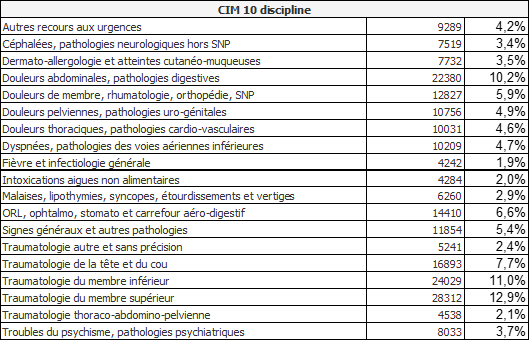 CIM 10 discipline
Autres recours aux urgences 9289 4,2%
Céphalées, pathologies neurologiques hors SNP 7519 3,4%
Dermato-allergologie et atteintes cutanéo-muqueuses 7732 3,5%
Douleurs abdominales, pathologies digestives 22380 10,2%
Douleurs de membre, rhumatologie, orthopédie, SNP 12827 5,9%
Douleurs pelviennes, pathologies uro-génitales 10756 4,9%
Douleurs thoraciques, pathologies cardio-vasculaires 10031 4,6%
Dyspnées, pathologies des voies aériennes inférieures 10209 4,7%
Fièvre et infectiologie générale 4242 1,9%
Intoxications aigues non alimentaires 4284 2,0%
Malaises, lipothymies, syncopes, étourdissements et vertiges 6260 2,9%
ORL, ophtalmo, stomato et carrefour aéro-digestif 14410 6,6%
Signes généraux et autres pathologies 11854 5,4%
Traumatologie autre et sans précision 5241 2,4%
Traumatologie de la tête et du cou 16893 7,7%
Traumatologie du membre inférieur 24029 11,0%
Traumatologie du membre supérieur 28312 12,9%
Traumatologie thoraco-abdomino-pelvienne 4538 2,1%
Troubles du psychisme, pathologies psychiatriques 8033 3,7%